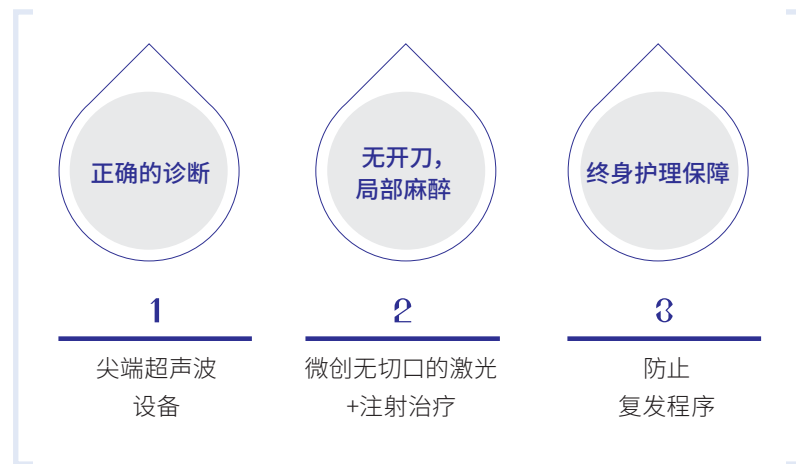 正确的诊断
无开刀，
局部麻醉
终身护理保障
1
2
3
尖端超声波
设备
微创无切口的激光
+注射治疗
防止
复发程序